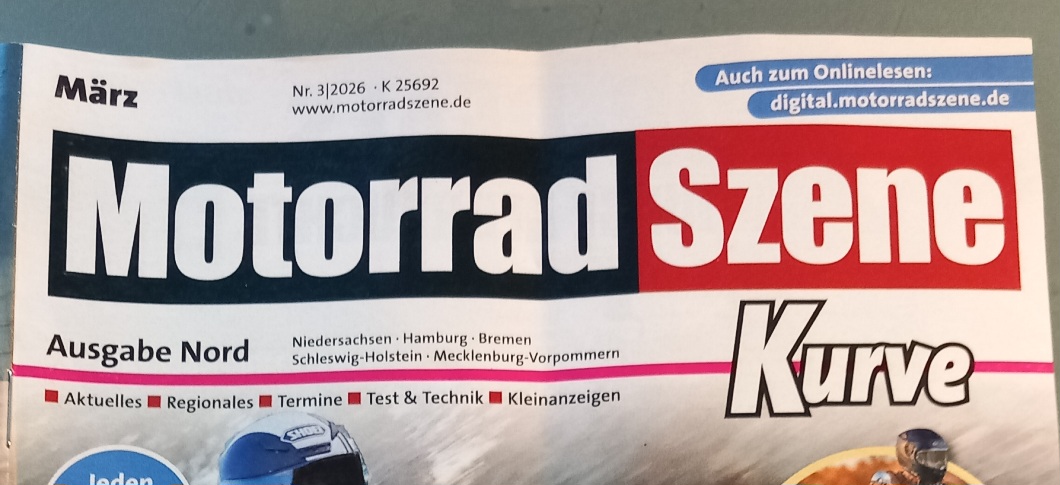 März
Nr. 3|2026 · K 25692
www.motorradszene.de
Auch zum Onlinelesen:
digital.motorradszene.de
Motorrad Szene
Ausgabe Nord
Niedersachsen · Hamburg · Bremen
Schleswig-Holstein · Mecklenburg-Vorpommern
Kurve
Aktuelles Regionales Termine Test & Technik Kleinanzeigen
SHOEI
Jeden